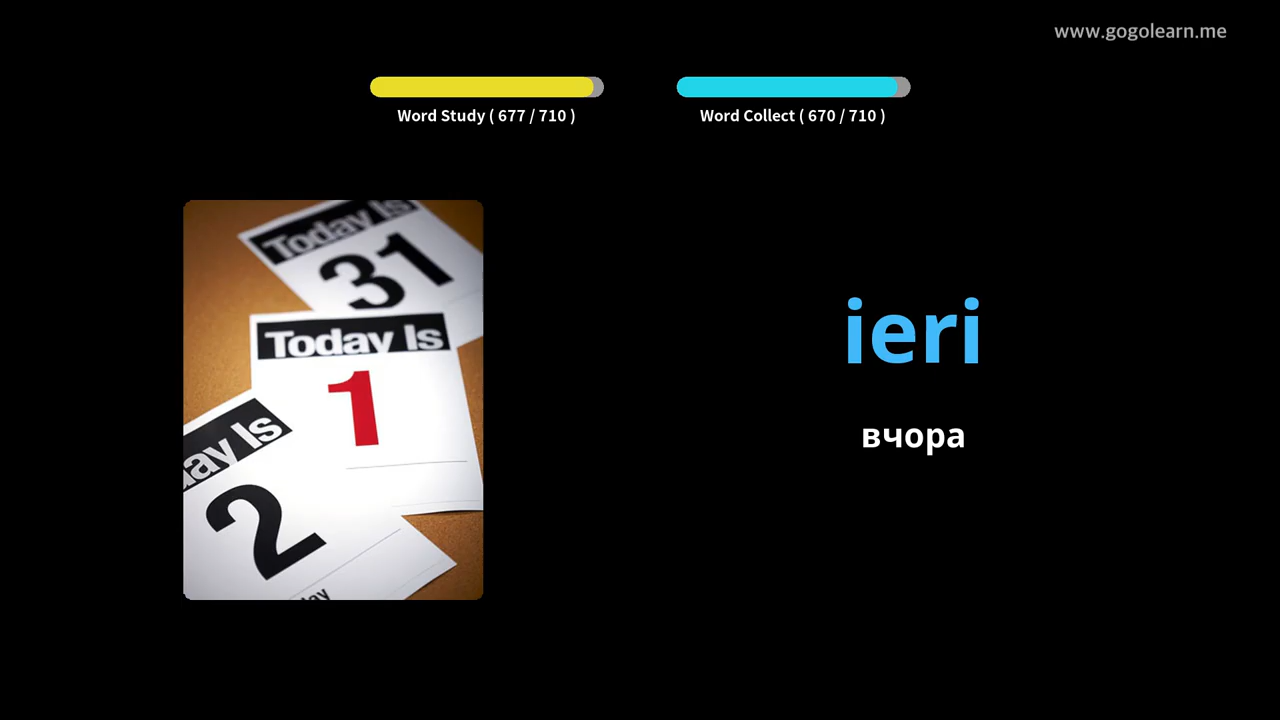 www.gogolearn.me
Word Study ( 677 / 710 )
Word Collect ( 670 / 710 )
Today Is
31
Today Is
1
ay Is
2
ay
ieri
вчора